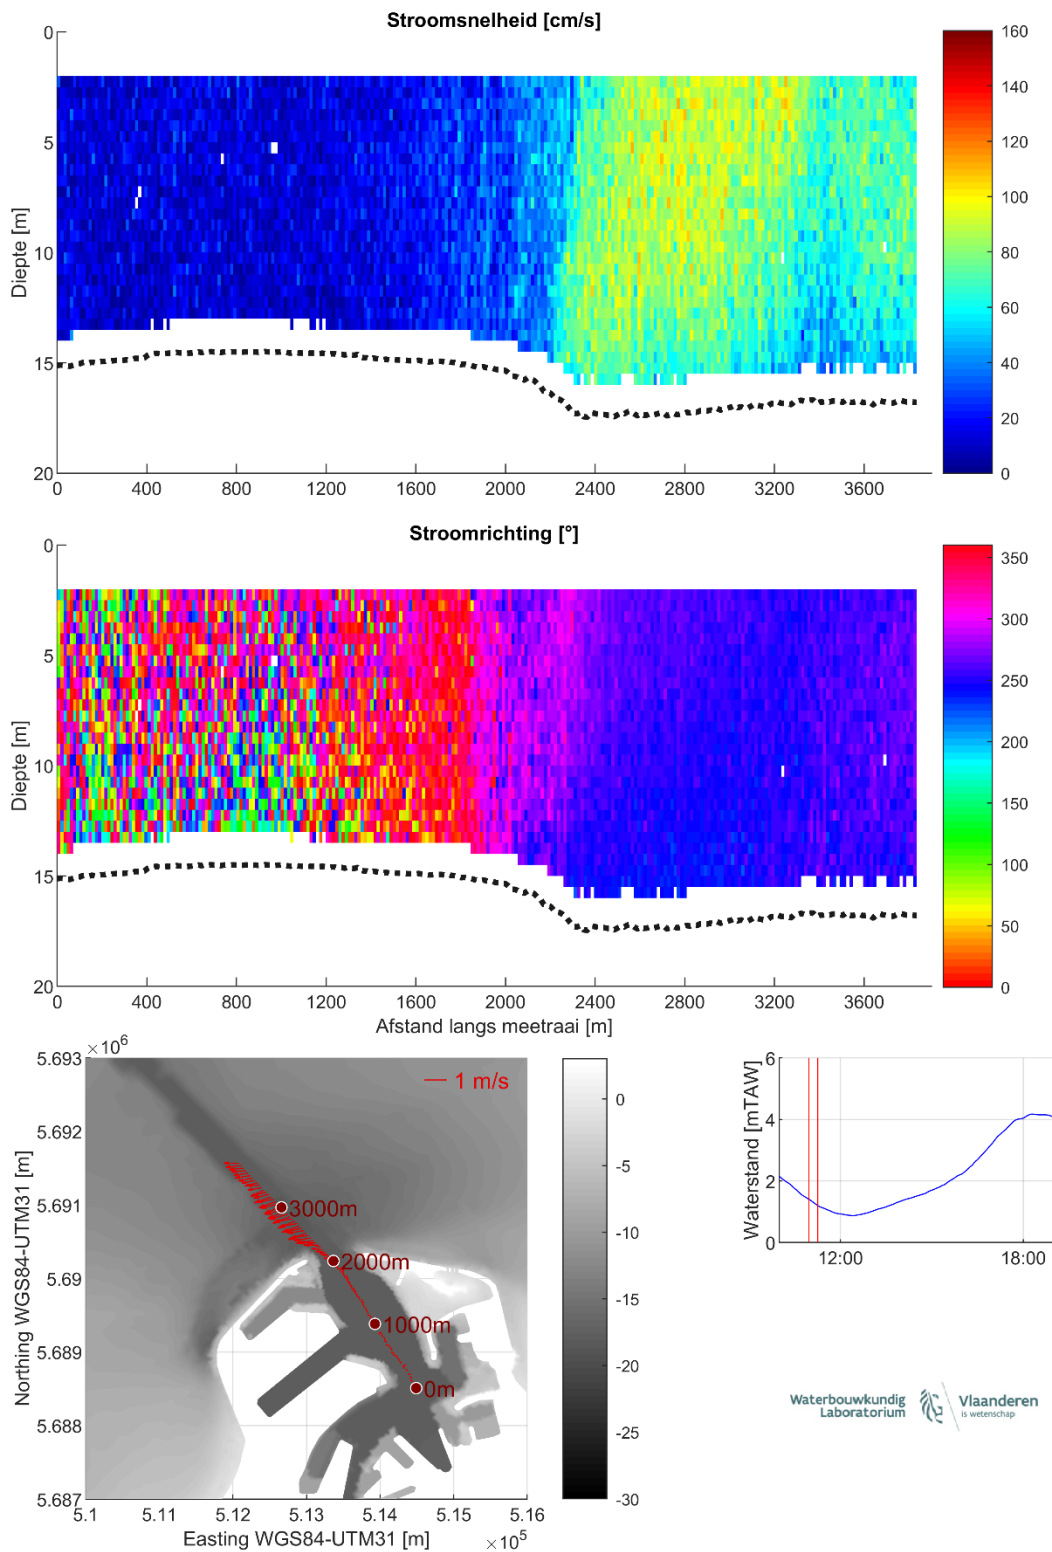 Stroomsnelheid [cm/s]
0
5
10
15
20
Diepte [m]
0 400 800 1200 1600 2000 2400 2800 3200 3600
160
140
120
100
80
60
40
20
0
Stroomrichting [°]
0
5
10
15
20
Diepte [m]
0 400 800 1200 1600 2000 2400 2800 3200 3600
Afstand langs meetraai [m]
350
300
250
200
150
100
50
0
×10⁶
5.693
5.692
5.691
5.69
5.689
5.688
5.687
Northing WGS84-UTM31 [m]
1 m/s
3000m
2000m
1000m
0m
5.1 5.11 5.12 5.13 5.14 5.15 5.16
Easting WGS84-UTM31 [m]
×10⁵
0
-5
-10
-15
-20
-25
-30
Waterstand [mTAW]
6
4
2
0
12:00 18:00
Waterbouwkundig
Laboratorium
Vlaanderen
is wetenschap